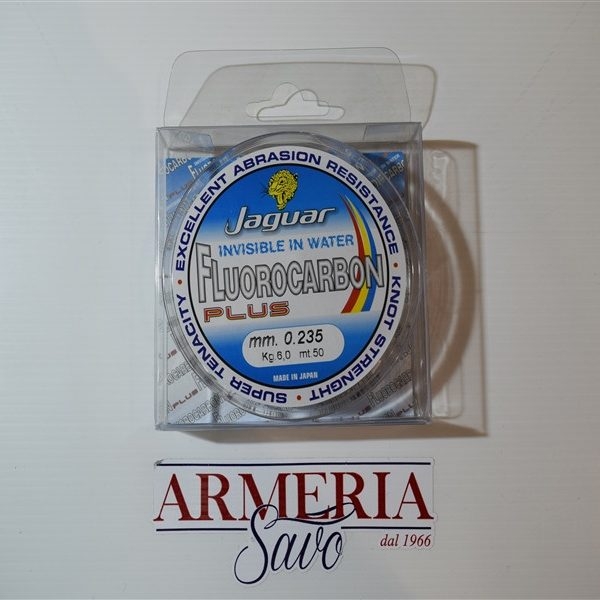 EXCELLENT ABRASION RESISTANCE · KNOT STRENGHT · SUPER TENACITY ·
Jaguar
INVISIBLE IN WATER
FLUOROCARBON
PLUS
mm. 0.235
Kg.6,0 mt.50
MADE IN JAPAN
ARMERIA
Savo
dal 1966